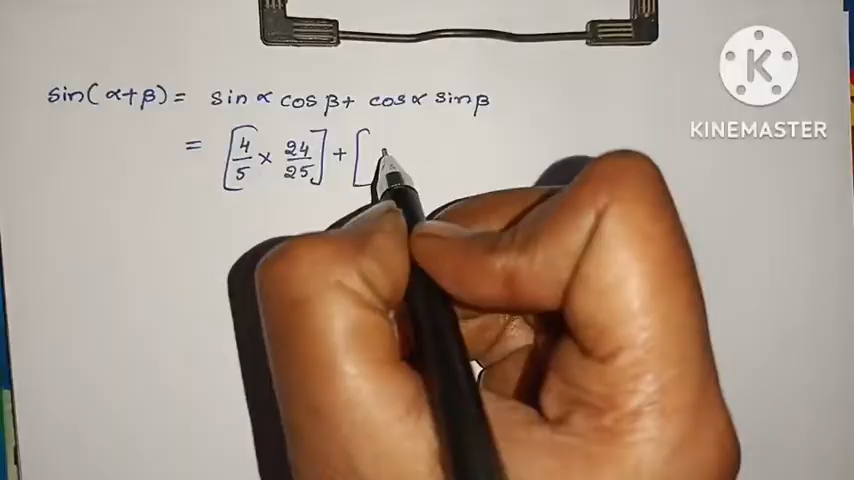 sin(α+β) = sin α cos β + cos α sin β
= [4/5 × 24/25] + [
KINEMASTER